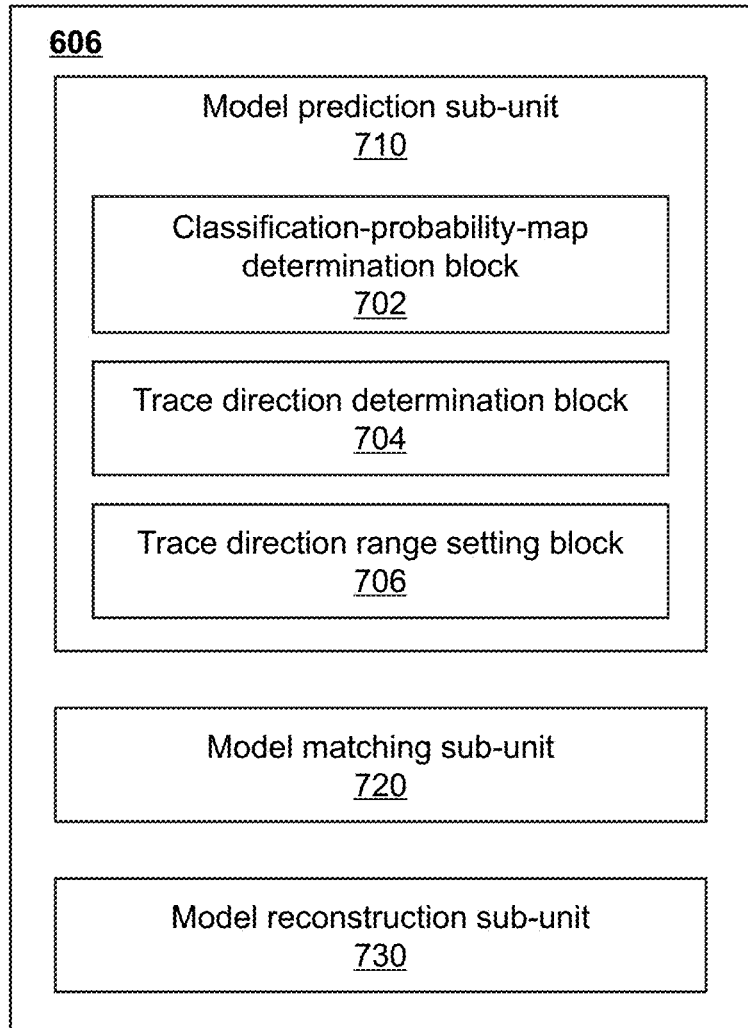 606
Model prediction sub-unit
710
Classification-probability-map
determination block
702
Trace direction determination block
704
Trace direction range setting block
706
Model matching sub-unit
720
Model reconstruction sub-unit
730